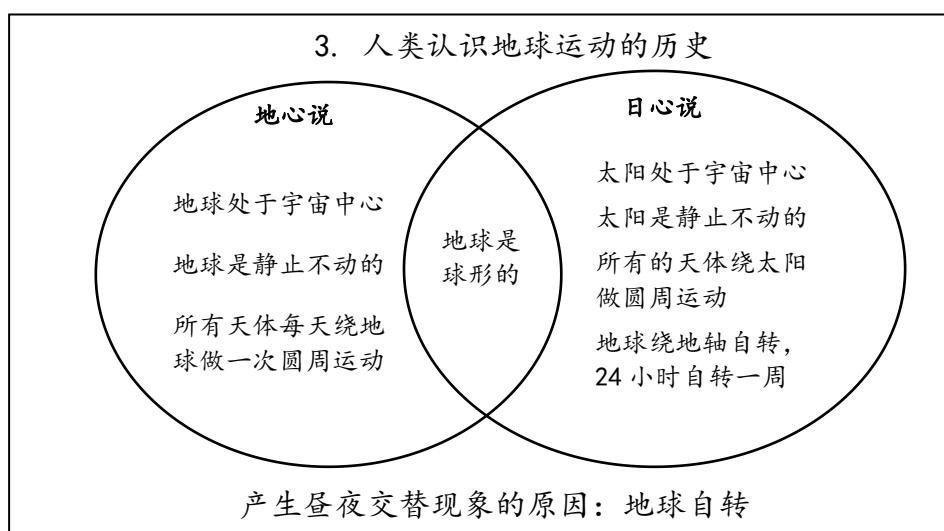 3. 人类认识地球运动的历史
地心说
地球处于宇宙中心
地球是静止不动的
所有天体每天绕地
球做一次圆周运动
地球是
球形的
日心说
太阳处于宇宙中心
太阳是静止不动的
所有的天体绕太阳
做圆周运动
地球绕地轴自转,
24 小时自转一周
产生昼夜交替现象的原因: 地球自转